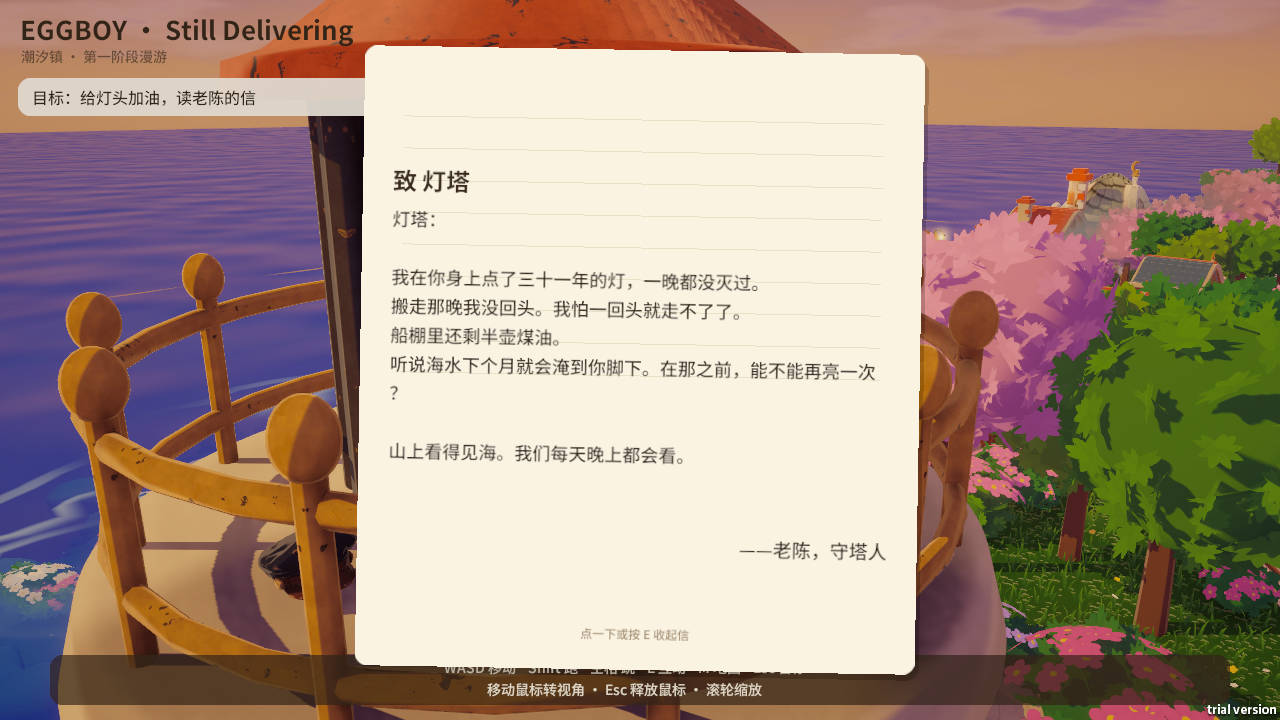 EGGBOY · Still Delivering
潮汐镇 · 第一阶段漫游
目标：给灯头加油，读老陈的信
致 灯塔
灯塔：
我在你身上点了三十一年的灯，一晚都没灭过。
搬走那晚我没回头。我怕一回头就走不了了。
船棚里还剩半壶煤油。
听说海水下个月就会淹到你脚下。在那之前，能不能再亮一次
？
山上看得见海。我们每天晚上都会看。
——老陈，守塔人
点一下或按 E 收起信
WASD 移动
移动鼠标转视角 · Esc 释放鼠标 · 滚轮缩放
trial version